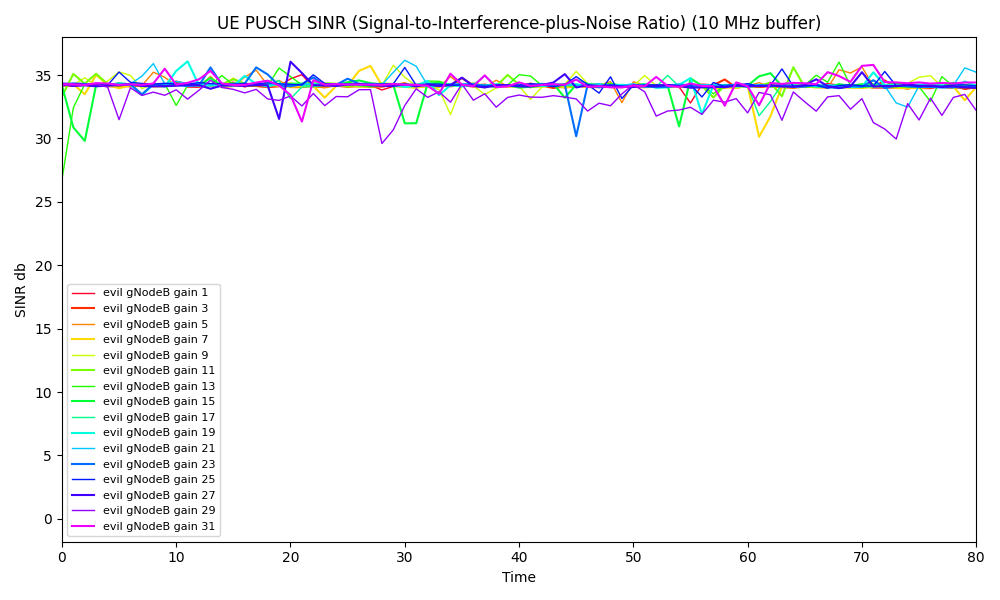 UE PUSCH SINR (Signal-to-Interference-plus-Noise Ratio) (10 MHz buffer)
SINR db
35
30
25
20
15
10
5
0
evil gNodeB gain 1
evil gNodeB gain 3
evil gNodeB gain 5
evil gNodeB gain 7
evil gNodeB gain 9
evil gNodeB gain 11
evil gNodeB gain 13
evil gNodeB gain 15
evil gNodeB gain 17
evil gNodeB gain 19
evil gNodeB gain 21
evil gNodeB gain 23
evil gNodeB gain 25
evil gNodeB gain 27
evil gNodeB gain 29
evil gNodeB gain 31
0 10 20 30 40 50 60 70 80
Time